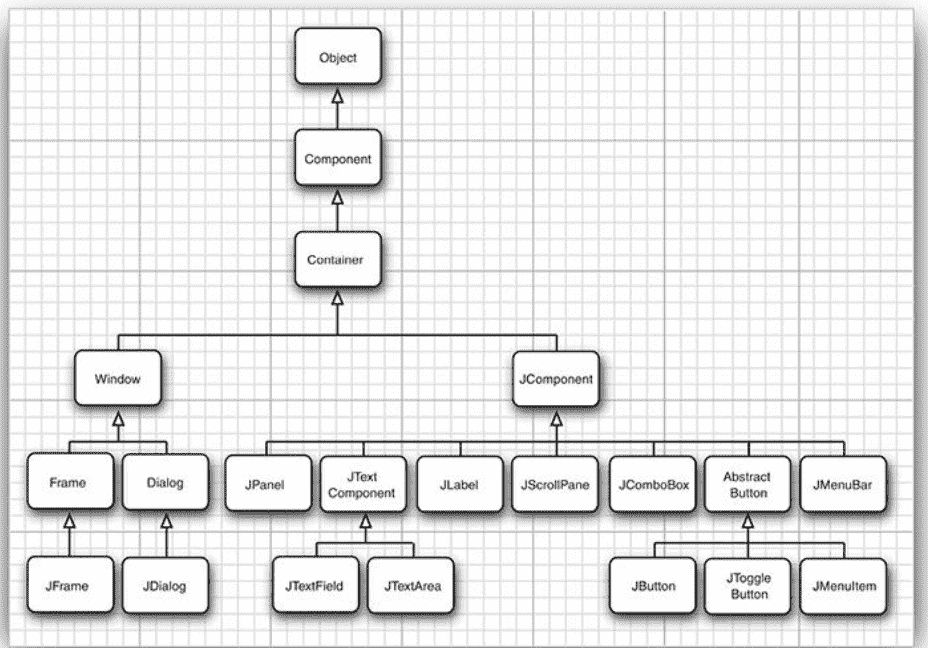 Object
Component
Container
Window
JComponent
Frame
Dialog
JPanel
JText
Component
JLabel
JScrollPane
JComboBox
Abstract
Button
JMenuBar
JFrame
JDialog
JTextField
JTextArea
JButton
JToggle
Button
JMenuItem